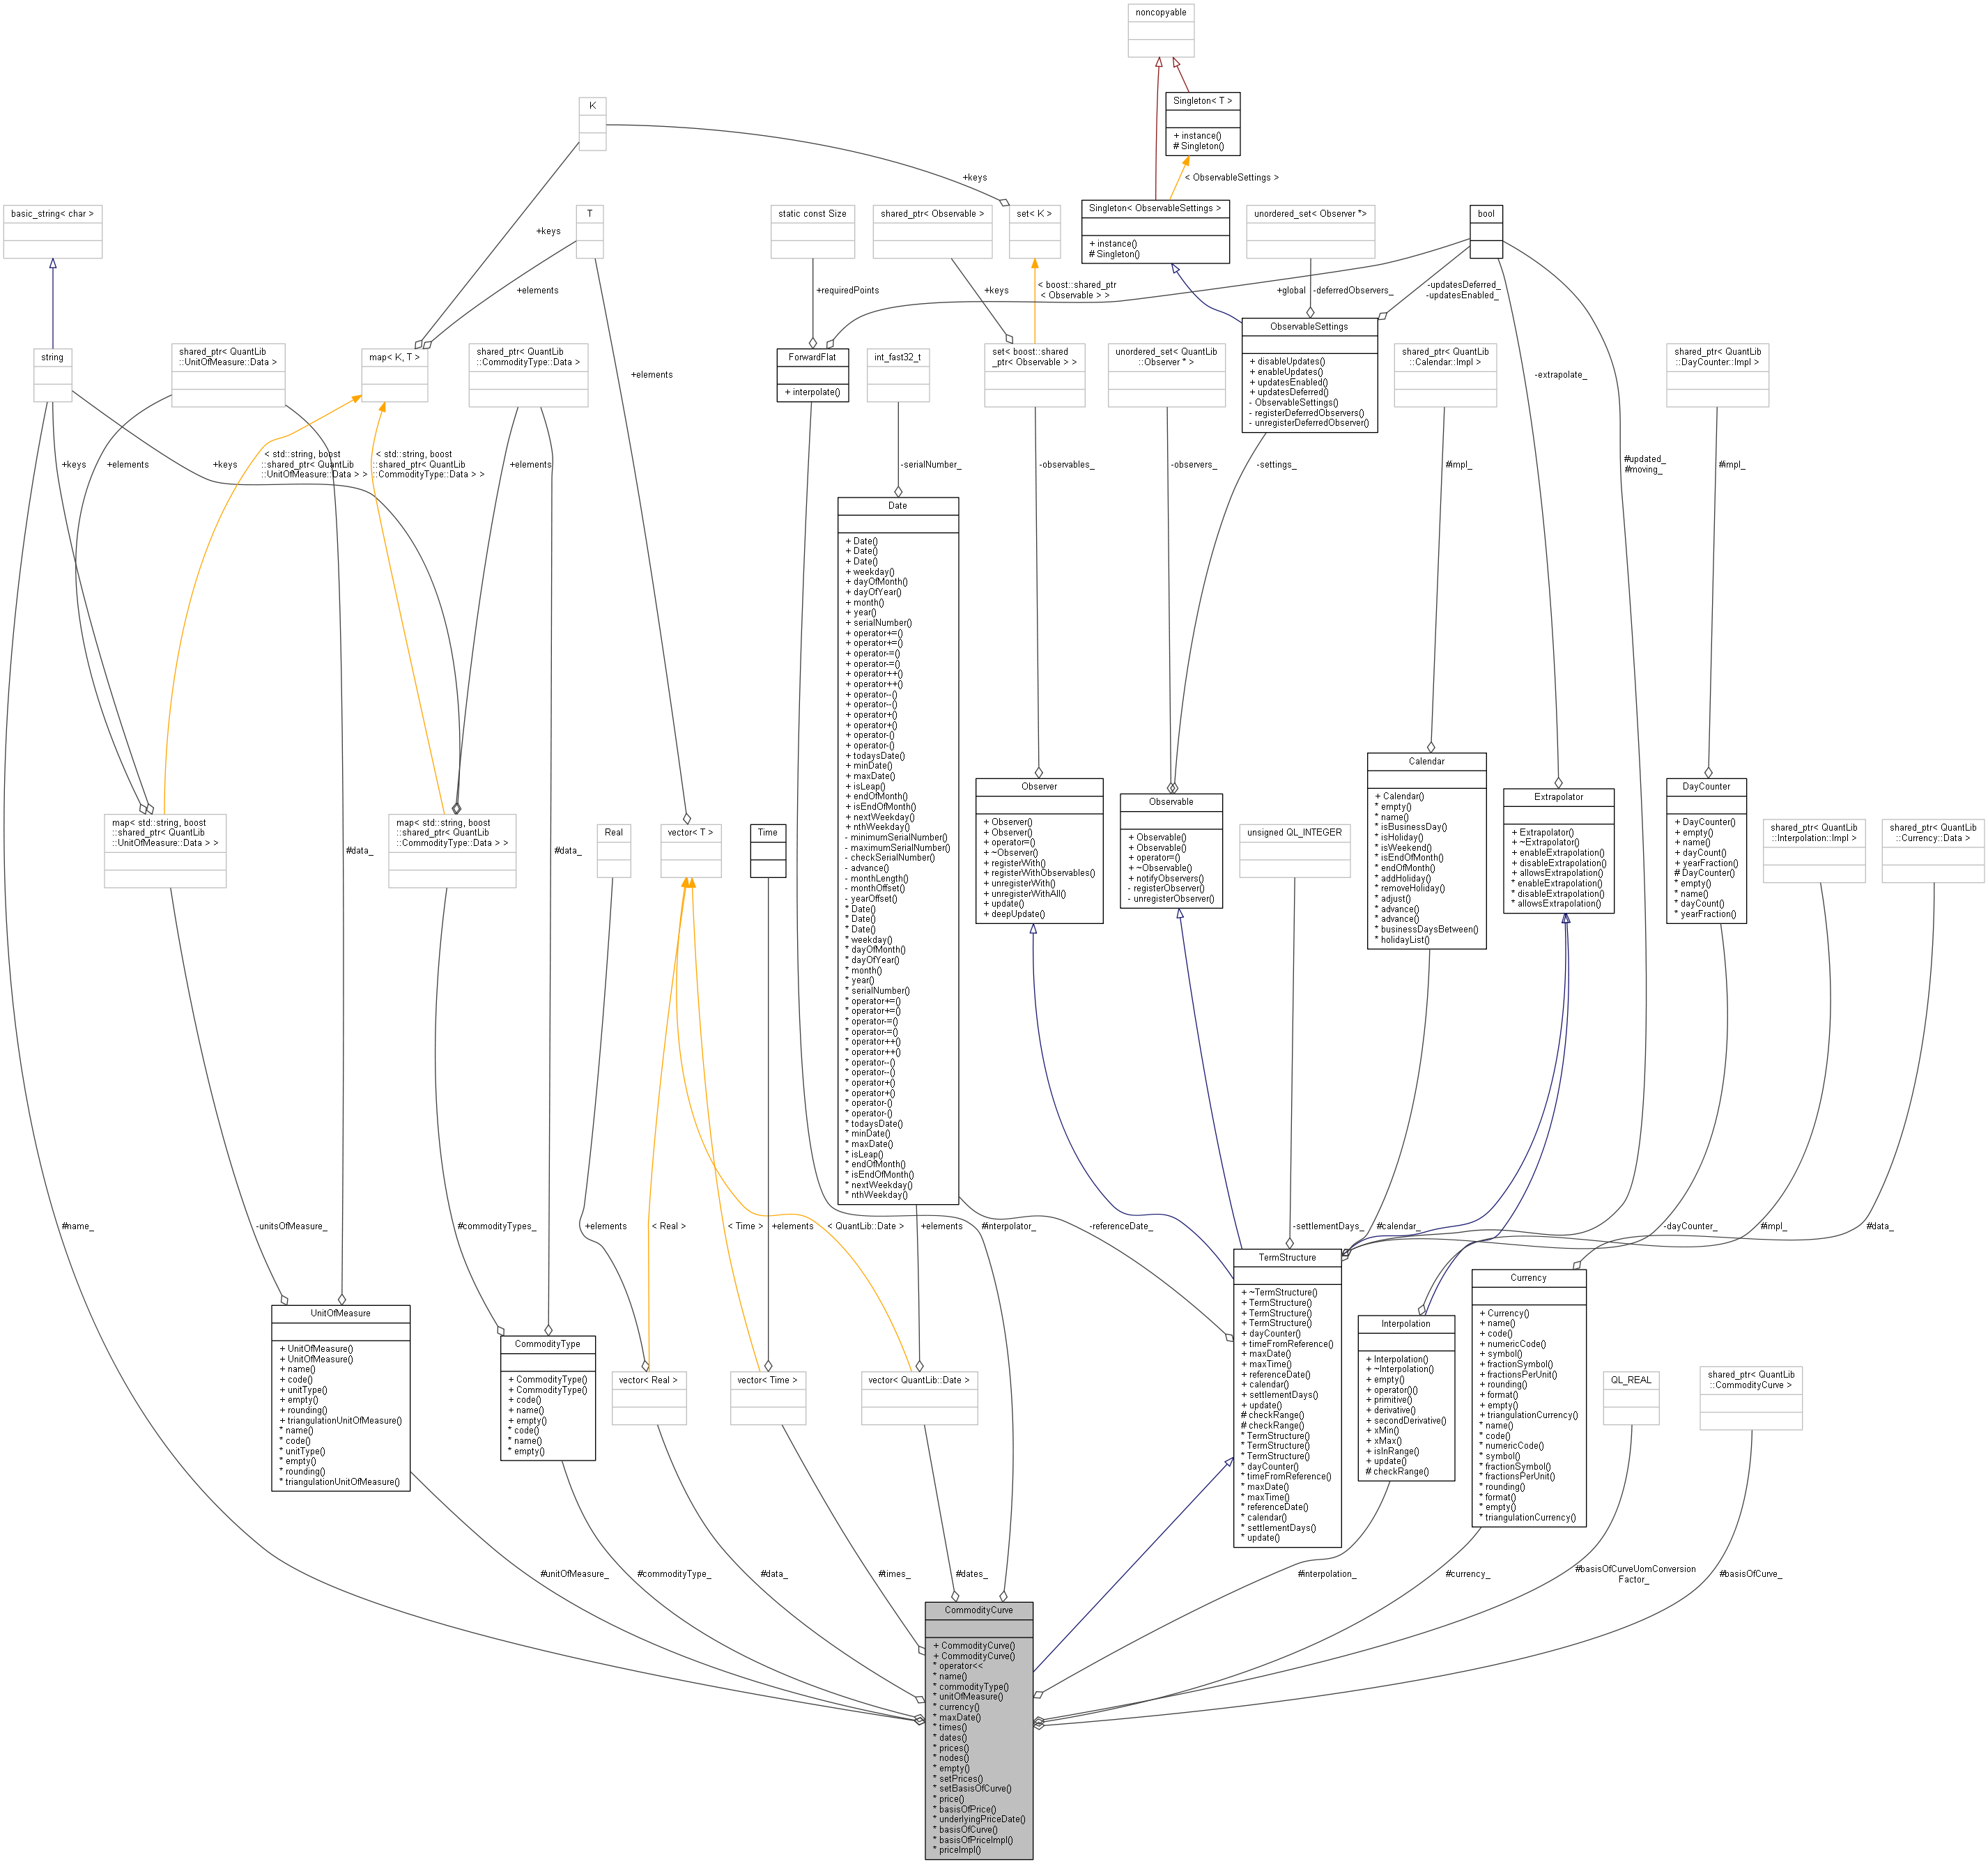 noncopyable
Singleton< T >
+ instance()
# Singleton()
K
+keys
< ObservableSettings >
basic_string< char >
T
static const Size
shared_ptr< Observable >
set< K >
Singleton< ObservableSettings >
+ instance()
# Singleton()
unordered_set< Observer *>
bool
+keys
+elements
+requiredPoints
+keys
< boost::shared_ptr
< Observable > >
+global
-deferredObservers_
-updatesDeferred_
-updatesEnabled_
string
shared_ptr< QuantLib
::UnitOfMeasure::Data >
map< K, T >
shared_ptr< QuantLib
::CommodityType::Data >
+elements
ForwardFlat
+ interpolate()
int_fast32_t
set< boost::shared
_ptr< Observable > >
unordered_set< QuantLib
::Observer * >
ObservableSettings
+ disableUpdates()
+ enableUpdates()
+ updatesEnabled()
+ updatesDeferred()
- ObservableSettings()
- registerDeferredObservers()
- unregisterDeferredObserver()
shared_ptr< QuantLib
::Calendar::Impl >
-extrapolate_
shared_ptr< QuantLib
::DayCounter::Impl >
+keys
+elements
+keys
< std::string, boost
::shared_ptr< QuantLib
::UnitOfMeasure::Data > >
< std::string, boost
::shared_ptr< QuantLib
::CommodityType::Data > >
+elements
-serialNumber_
-observables_
-observers_
-settings_
#impl_
#updated_
#moving_
#impl_
Date
+ Date()
+ Date()
+ Date()
+ weekday()
+ dayOfMonth()
+ dayOfYear()
+ month()
+ year()
+ serialNumber()
+ operator+=()
+ operator+=()
+ operator-=()
+ operator-=()
+ operator++()
+ operator++()
+ operator--()
+ operator--()
+ operator+()
+ operator+()
+ operator-()
+ operator-()
+ todaysDate()
+ minDate()
+ maxDate()
+ isLeap()
+ endOfMonth()
+ isEndOfMonth()
+ nextWeekday()
+ nthWeekday()
- minimumSerialNumber()
- maximumSerialNumber()
- checkSerialNumber()
- advance()
- monthLength()
- monthOffset()
- yearOffset()
* Date()
* Date()
* Date()
* weekday()
* dayOfMonth()
* dayOfYear()
* month()
* year()
* serialNumber()
* operator+=()
* operator+=()
* operator-=()
* operator-=()
* operator++()
* operator++()
* operator--()
* operator--()
* operator+()
* operator+()
* operator-()
* operator-()
* todaysDate()
* minDate()
* maxDate()
* isLeap()
* endOfMonth()
* isEndOfMonth()
* nextWeekday()
* nthWeekday()
map< std::string, boost
::shared_ptr< QuantLib
::UnitOfMeasure::Data > >
#data_
map< std::string, boost
::shared_ptr< QuantLib
::CommodityType::Data > >
#data_
Real
vector< T >
Time
Observer
+ Observer()
+ Observer()
+ operator=()
+ ~Observer()
+ registerWith()
+ registerWithObservables()
+ unregisterWith()
+ unregisterWithAll()
+ update()
+ deepUpdate()
Observable
+ Observable()
+ Observable()
+ operator=()
+ ~Observable()
+ notifyObservers()
- registerObserver()
- unregisterObserver()
unsigned QL_INTEGER
Calendar
+ Calendar()
* empty()
* name()
* isBusinessDay()
* isHoliday()
* isWeekend()
* isEndOfMonth()
* endOfMonth()
* addHoliday()
* removeHoliday()
* adjust()
* advance()
* advance()
* businessDaysBetween()
* holidayList()
Extrapolator
+ Extrapolator()
+ ~Extrapolator()
+ enableExtrapolation()
+ disableExtrapolation()
+ allowsExtrapolation()
* enableExtrapolation()
* disableExtrapolation()
* allowsExtrapolation()
DayCounter
+ DayCounter()
+ empty()
+ name()
+ dayCount()
+ yearFraction()
# DayCounter()
* empty()
* name()
* dayCount()
* yearFraction()
shared_ptr< QuantLib
::Interpolation::Impl >
shared_ptr< QuantLib
::Currency::Data >
#name_
-unitsOfMeasure_
#commodityTypes_
+elements
< Real >
< Time >
+elements
< QuantLib::Date >
+elements
#interpolator_
-referenceDate_
-settlementDays_
#calendar_
-dayCounter_
#impl_
#data_
UnitOfMeasure
+ UnitOfMeasure()
+ UnitOfMeasure()
+ name()
+ code()
+ unitType()
+ empty()
+ rounding()
+ triangulationUnitOfMeasure()
* name()
* code()
* unitType()
* empty()
* rounding()
* triangulationUnitOfMeasure()
CommodityType
+ CommodityType()
+ CommodityType()
+ code()
+ name()
+ empty()
* code()
* name()
* empty()
vector< Real >
vector< Time >
vector< QuantLib::Date >
TermStructure
+ ~TermStructure()
+ TermStructure()
+ TermStructure()
+ TermStructure()
+ dayCounter()
+ timeFromReference()
+ maxDate()
+ maxTime()
+ referenceDate()
+ calendar()
+ settlementDays()
+ update()
# checkRange()
# checkRange()
* TermStructure()
* TermStructure()
* TermStructure()
* dayCounter()
* timeFromReference()
* maxDate()
* maxTime()
* referenceDate()
* calendar()
* settlementDays()
* update()
Interpolation
+ Interpolation()
+ ~Interpolation()
+ empty()
+ operator()()
+ primitive()
+ derivative()
+ secondDerivative()
+ xMin()
+ xMax()
+ isInRange()
+ update()
# checkRange()
Currency
+ Currency()
+ name()
+ code()
+ numericCode()
+ symbol()
+ fractionSymbol()
+ fractionsPerUnit()
+ rounding()
+ format()
+ empty()
+ triangulationCurrency()
* name()
* code()
* numericCode()
* symbol()
* fractionSymbol()
* fractionsPerUnit()
* rounding()
* format()
* empty()
* triangulationCurrency()
QL_REAL
shared_ptr< QuantLib
::CommodityCurve >
#unitOfMeasure_
#commodityType_
#data_
#times_
#dates_
#interpolation_
#currency_
#basisOfCurveUomConversion
Factor_
#basisOfCurve_
CommodityCurve
+ CommodityCurve()
+ CommodityCurve()
* operator<<
* name()
* commodityType()
* unitOfMeasure()
* currency()
* maxDate()
* times()
* dates()
* prices()
* nodes()
* empty()
* setPrices()
* setBasisOfCurve()
* price()
* basisOfPrice()
* underlyingPriceDate()
* basisOfCurve()
* basisOfPriceImpl()
* priceImpl()